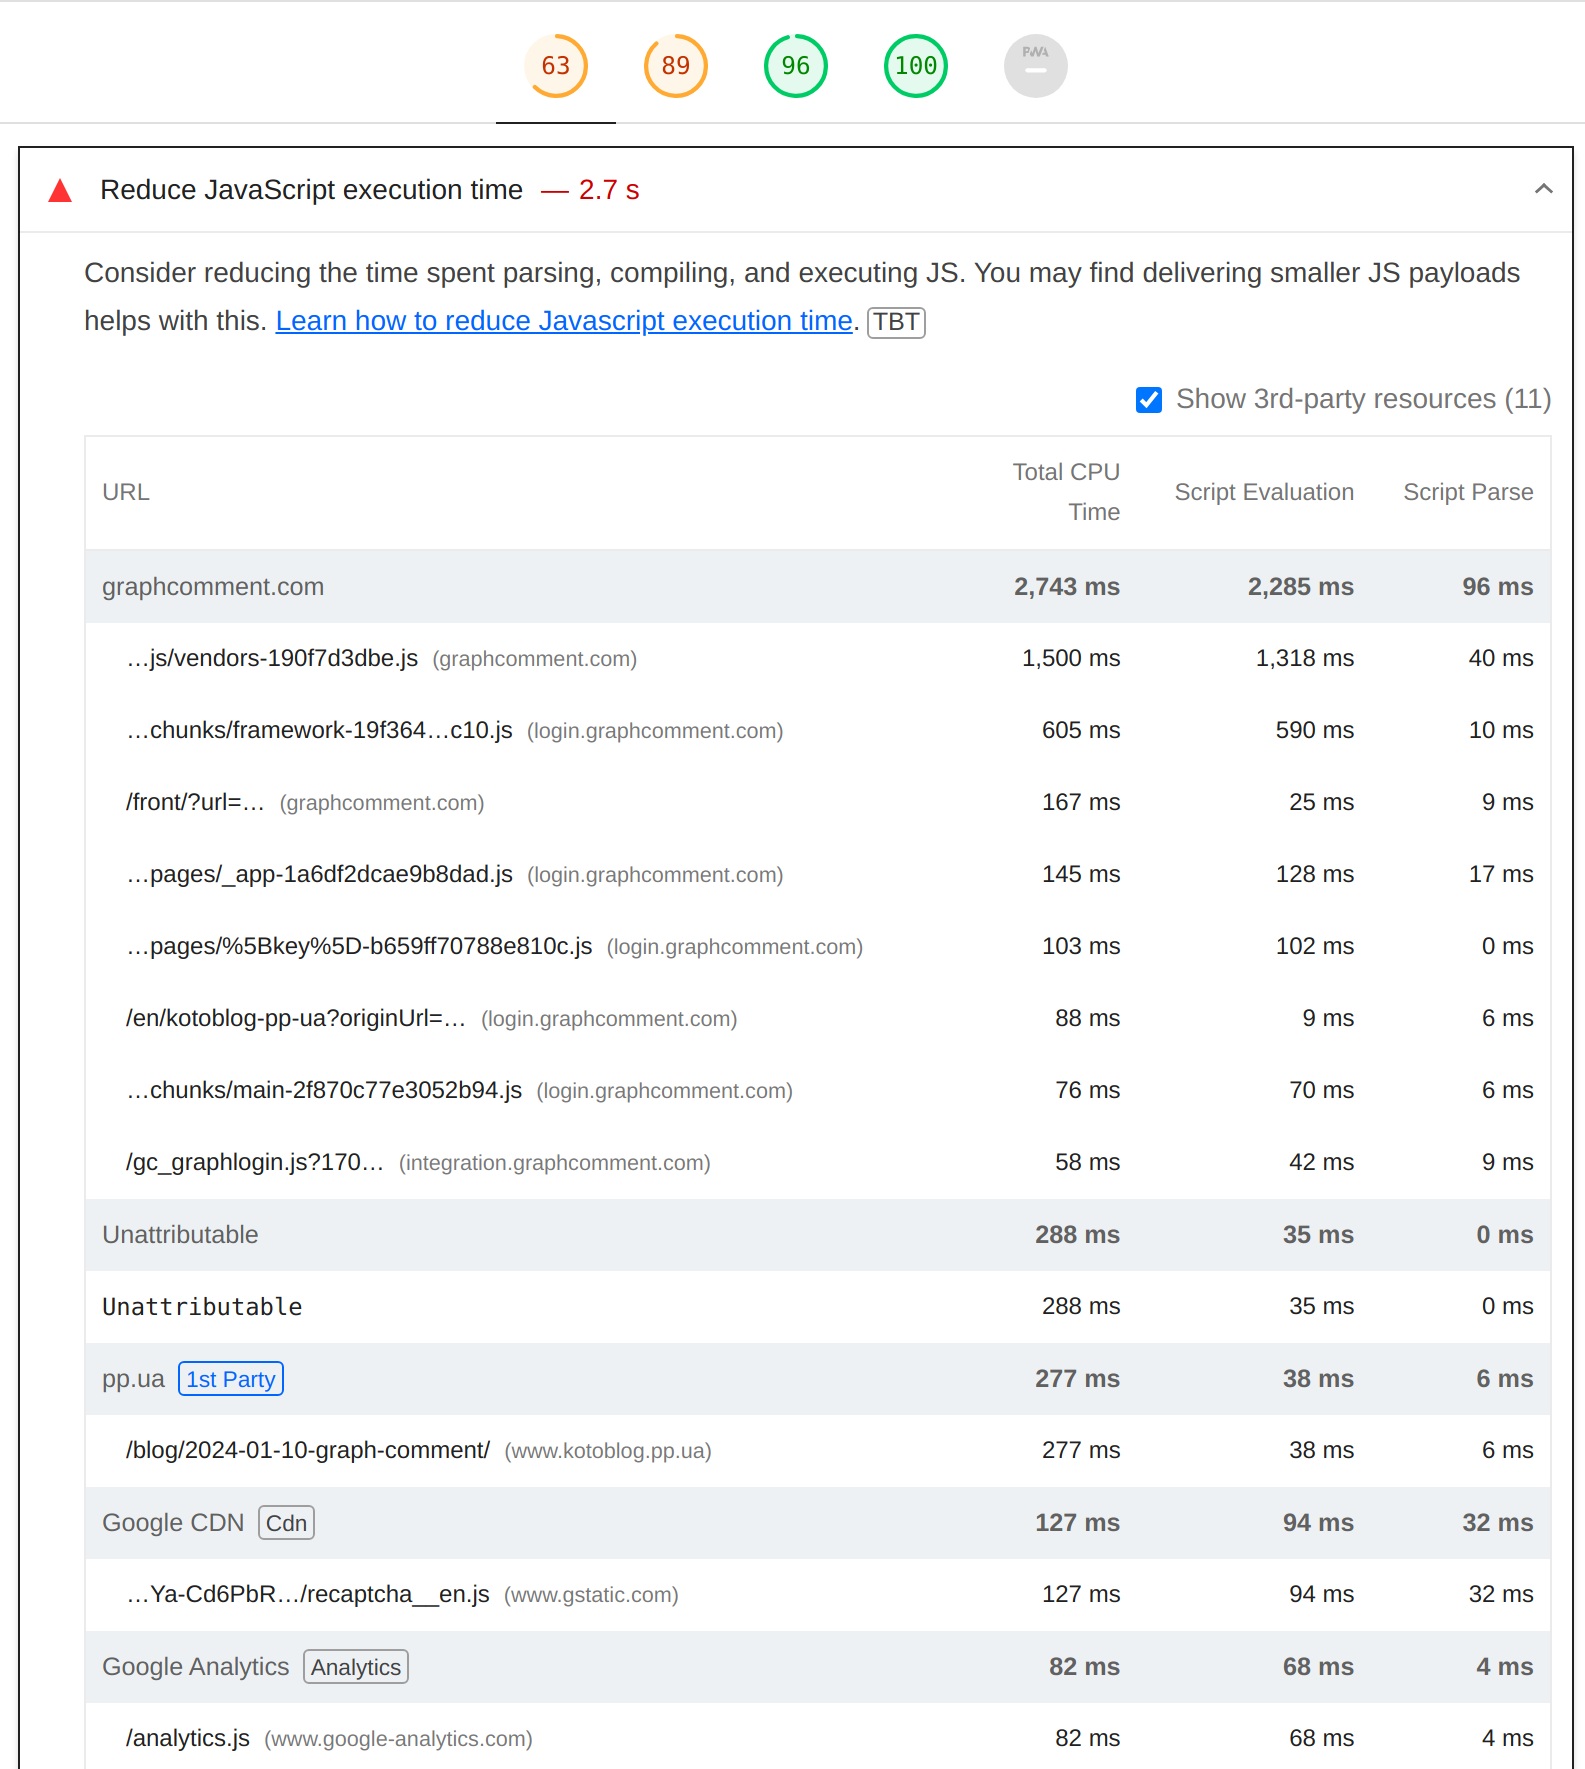 63 89 96 100 PWA
Reduce JavaScript execution time — 2.7 s
Consider reducing the time spent parsing, compiling, and executing JS. You may find delivering smaller JS payloads
helps with this. Learn how to reduce Javascript execution time. TBT
Show 3rd-party resources (11)
URL Total CPU Time Script Evaluation Script Parse
graphcomment.com 2,743 ms 2,285 ms 96 ms
…js/vendors-190f7d3dbe.js (graphcomment.com) 1,500 ms 1,318 ms 40 ms
…chunks/framework-19f364…c10.js (login.graphcomment.com) 605 ms 590 ms 10 ms
/front/?url=… (graphcomment.com) 167 ms 25 ms 9 ms
…pages/_app-1a6df2dcae9b8dad.js (login.graphcomment.com) 145 ms 128 ms 17 ms
…pages/%5Bkey%5D-b659ff70788e810c.js (login.graphcomment.com) 103 ms 102 ms 0 ms
/en/kotoblog-pp-ua?originUrl=… (login.graphcomment.com) 88 ms 9 ms 6 ms
…chunks/main-2f870c77e3052b94.js (login.graphcomment.com) 76 ms 70 ms 6 ms
/gc_graphlogin.js?170… (integration.graphcomment.com) 58 ms 42 ms 9 ms
Unattributable 288 ms 35 ms 0 ms
Unattributable 288 ms 35 ms 0 ms
pp.ua 1st Party 277 ms 38 ms 6 ms
/blog/2024-01-10-graph-comment/ (www.kotoblog.pp.ua) 277 ms 38 ms 6 ms
Google CDN Cdn 127 ms 94 ms 32 ms
…Ya-Cd6PbR…/recaptcha__en.js (www.gstatic.com) 127 ms 94 ms 32 ms
Google Analytics Analytics 82 ms 68 ms 4 ms
/analytics.js (www.google-analytics.com) 82 ms 68 ms 4 ms